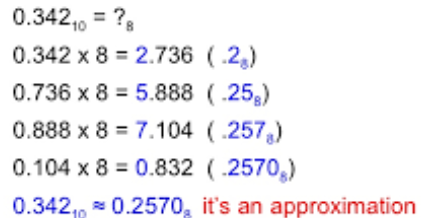 0.342₁₀ = ?₈
0.342 x 8 = 2.736 ( .2₈)
0.736 x 8 = 5.888 ( .25₈)
0.888 x 8 = 7.104 ( .257₈)
0.104 x 8 = 0.832 ( .2570₈)
0.342₁₀ ≈ 0.2570₈ it's an approximation